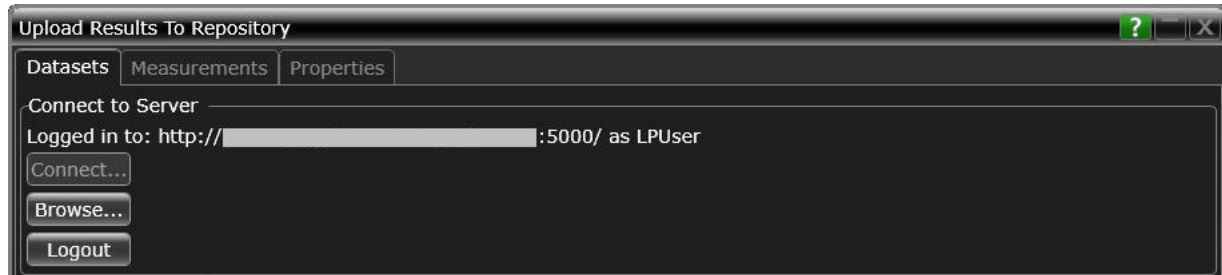 Upload Results To Repository
?
X
Datasets Measurements Properties
Connect to Server
Logged in to: http:// :5000/ as LPUser
Connect...
Browse...
Logout